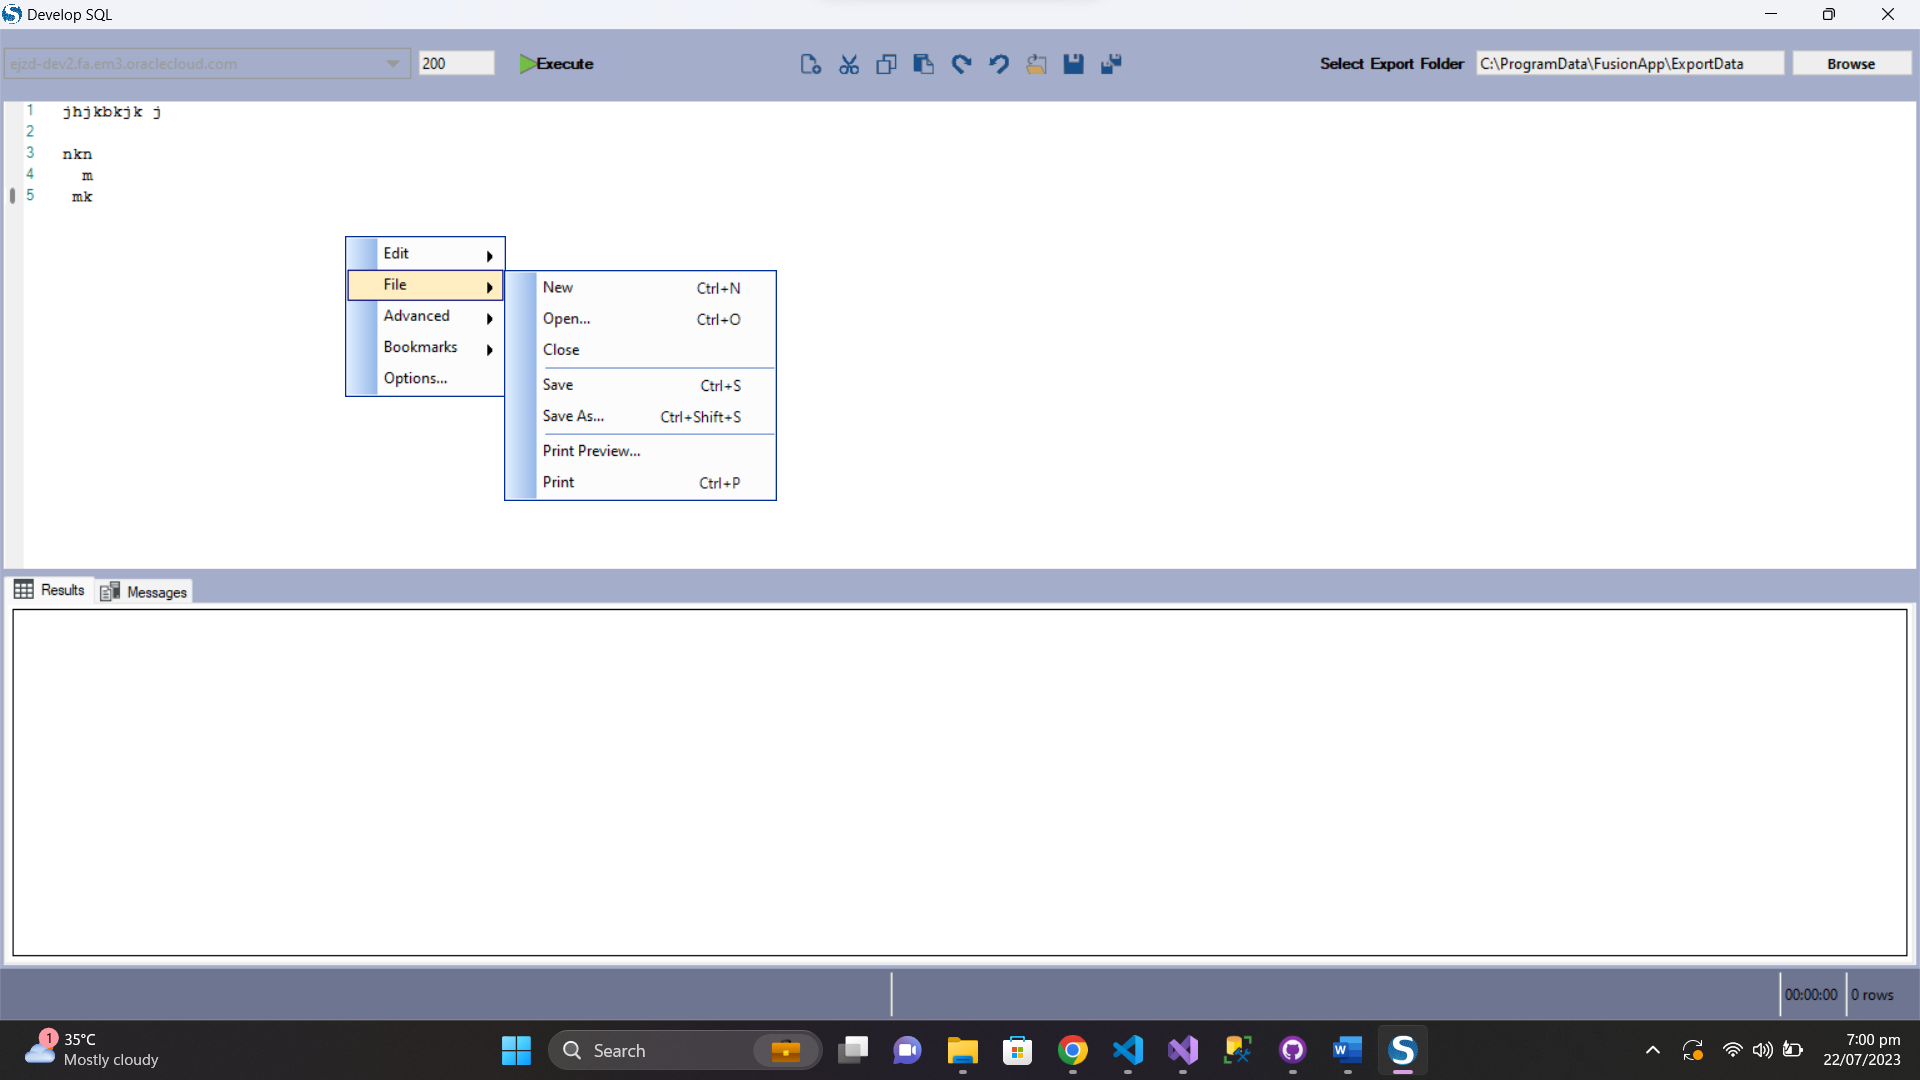 Develop SQL
ejzd-dev2.fa.em3.oraclecloud.com 200 Execute Select Export Folder C:\ProgramData\FusionApp\ExportData Browse
1 jhjkbkjk j
2
3 nkn
4 m
5 mk
Edit
File
Advanced
Bookmarks
Options...
New Ctrl+N
Open... Ctrl+O
Close
Save Ctrl+S
Save As... Ctrl+Shift+S
Print Preview...
Print Ctrl+P
Results Messages
00:00:00 0 rows
1 35°C
Mostly cloudy
Search
7:00 pm
22/07/2023